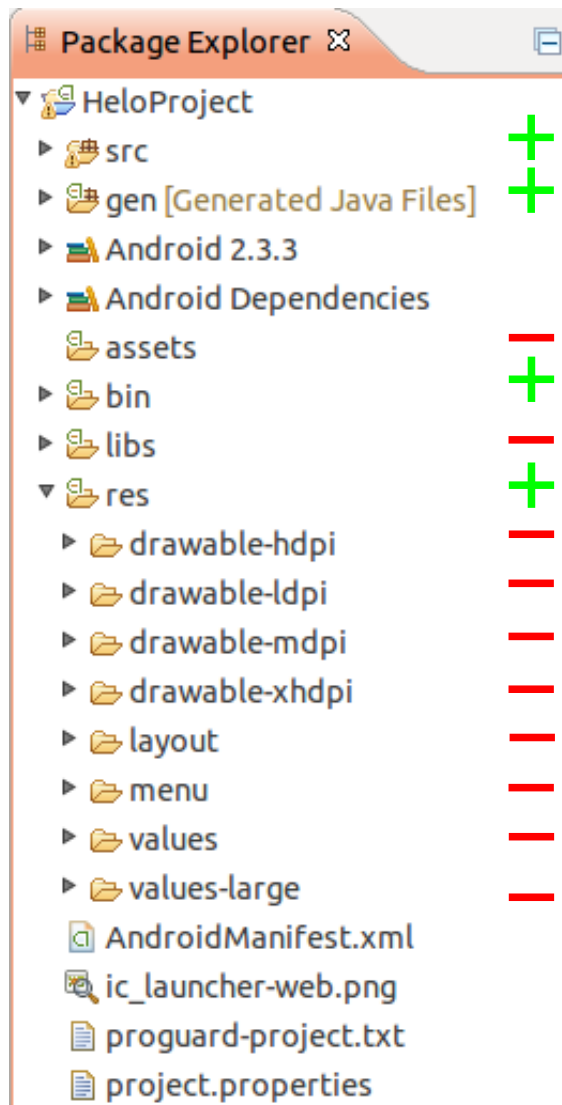 Package Explorer
HeloProject
src
gen [Generated Java Files]
Android 2.3.3
Android Dependencies
assets
bin
libs
res
drawable-hdpi
drawable-ldpi
drawable-mdpi
drawable-xhdpi
layout
menu
values
values-large
AndroidManifest.xml
ic_launcher-web.png
proguard-project.txt
project.properties